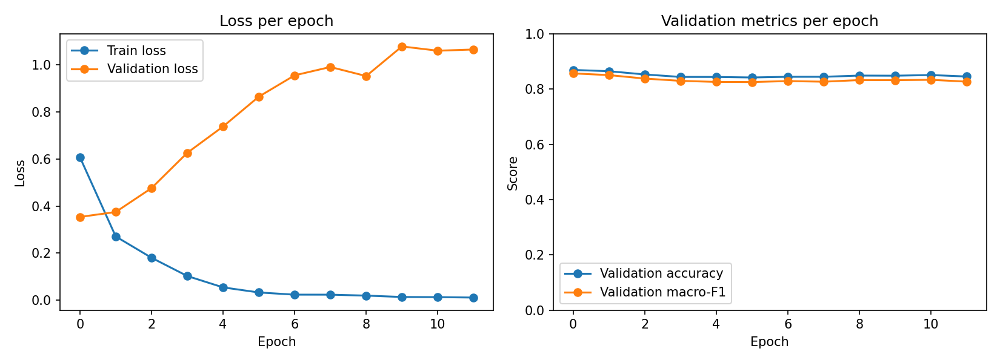 Loss per epoch
Train loss
Validation loss
1.0
0.8
0.6
0.4
0.2
0.0
Loss
0 2 4 6 8 10
Epoch
Validation metrics per epoch
1.0
0.8
0.6
0.4
0.2
0.0
Score
Validation accuracy
Validation macro-F1
0 2 4 6 8 10
Epoch